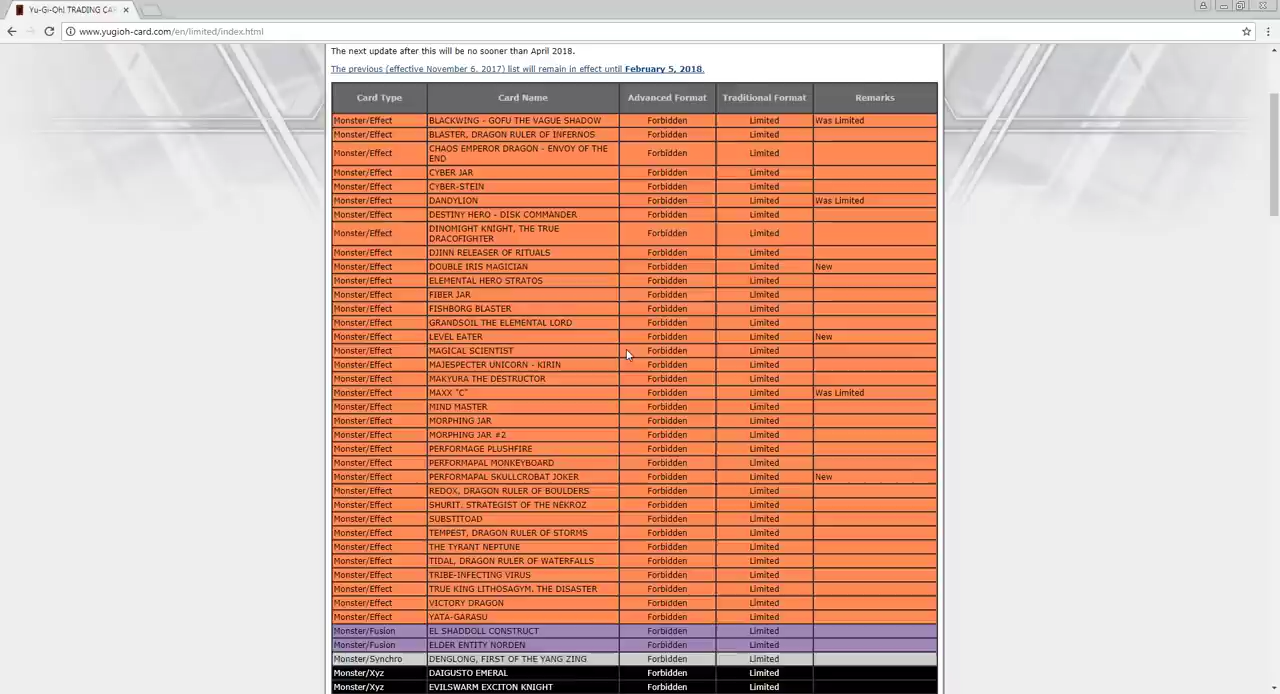 Yu-Gi-Oh! TRADING CA
www.yugioh-card.com/en/limited/index.html
The next update after this will be no sooner than April 2018.
The previous (effective November 6, 2017) list will remain in effect until February 5, 2018.
Card Type Card Name Advanced Format Traditional Format Remarks
Monster/Effect BLACKWING - GOFU THE VAGUE SHADOW Forbidden Limited Was Limited
Monster/Effect BLASTER, DRAGON RULER OF INFERNOS Forbidden Limited
Monster/Effect CHAOS EMPEROR DRAGON - ENVOY OF THE
END Forbidden Limited
Monster/Effect CYBER JAR Forbidden Limited
Monster/Effect CYBER-STEIN Forbidden Limited
Monster/Effect DANDYLION Forbidden Limited Was Limited
Monster/Effect DESTINY HERO - DISK COMMANDER Forbidden Limited
Monster/Effect DINOMIGHT KNIGHT, THE TRUE
DRACOFIGHTER Forbidden Limited
Monster/Effect DJINN RELEASER OF RITUALS Forbidden Limited
Monster/Effect DOUBLE IRIS MAGICIAN Forbidden Limited New
Monster/Effect ELEMENTAL HERO STRATOS Forbidden Limited
Monster/Effect FIBER JAR Forbidden Limited
Monster/Effect FISHBORG BLASTER Forbidden Limited
Monster/Effect GRANDSOIL THE ELEMENTAL LORD Forbidden Limited
Monster/Effect LEVEL EATER Forbidden Limited New
Monster/Effect MAGICAL SCIENTIST Forbidden Limited
Monster/Effect MAJESPECTER UNICORN - KIRIN Forbidden Limited
Monster/Effect MAKYURA THE DESTRUCTOR Forbidden Limited
Monster/Effect MAXX "C" Forbidden Limited Was Limited
Monster/Effect MIND MASTER Forbidden Limited
Monster/Effect MORPHING JAR Forbidden Limited
Monster/Effect MORPHING JAR #2 Forbidden Limited
Monster/Effect PERFORMAGE PLUSHFIRE Forbidden Limited
Monster/Effect PERFORMAPAL MONKEYBOARD Forbidden Limited
Monster/Effect PERFORMAPAL SKULLCROBAT JOKER Forbidden Limited New
Monster/Effect REDOX, DRAGON RULER OF BOULDERS Forbidden Limited
Monster/Effect SHURIT, STRATEGIST OF THE NEKROZ Forbidden Limited
Monster/Effect SUBSTITOAD Forbidden Limited
Monster/Effect TEMPEST, DRAGON RULER OF STORMS Forbidden Limited
Monster/Effect THE TYRANT NEPTUNE Forbidden Limited
Monster/Effect TIDAL, DRAGON RULER OF WATERFALLS Forbidden Limited
Monster/Effect TRIBE-INFECTING VIRUS Forbidden Limited
Monster/Effect TRUE KING LITHOSAGYM, THE DISASTER Forbidden Limited
Monster/Effect VICTORY DRAGON Forbidden Limited
Monster/Effect YATA-GARASU Forbidden Limited
Monster/Fusion EL SHADDOLL CONSTRUCT Forbidden Limited
Monster/Fusion ELDER ENTITY NORDEN Forbidden Limited
Monster/Synchro DENGLONG, FIRST OF THE YANG ZING Forbidden Limited
Monster/Xyz DAIGUSTO EMERAL Forbidden Limited
Monster/Xyz EVILSWARM EXCITON KNIGHT Forbidden Limited